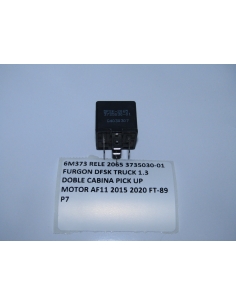 6M373 RELE 2065 3735030-01
FURGON DFSK TRUCK 1.3
DOBLE CABINA PICK UP
MOTOR AF11 2015 2020 FT-89
P7